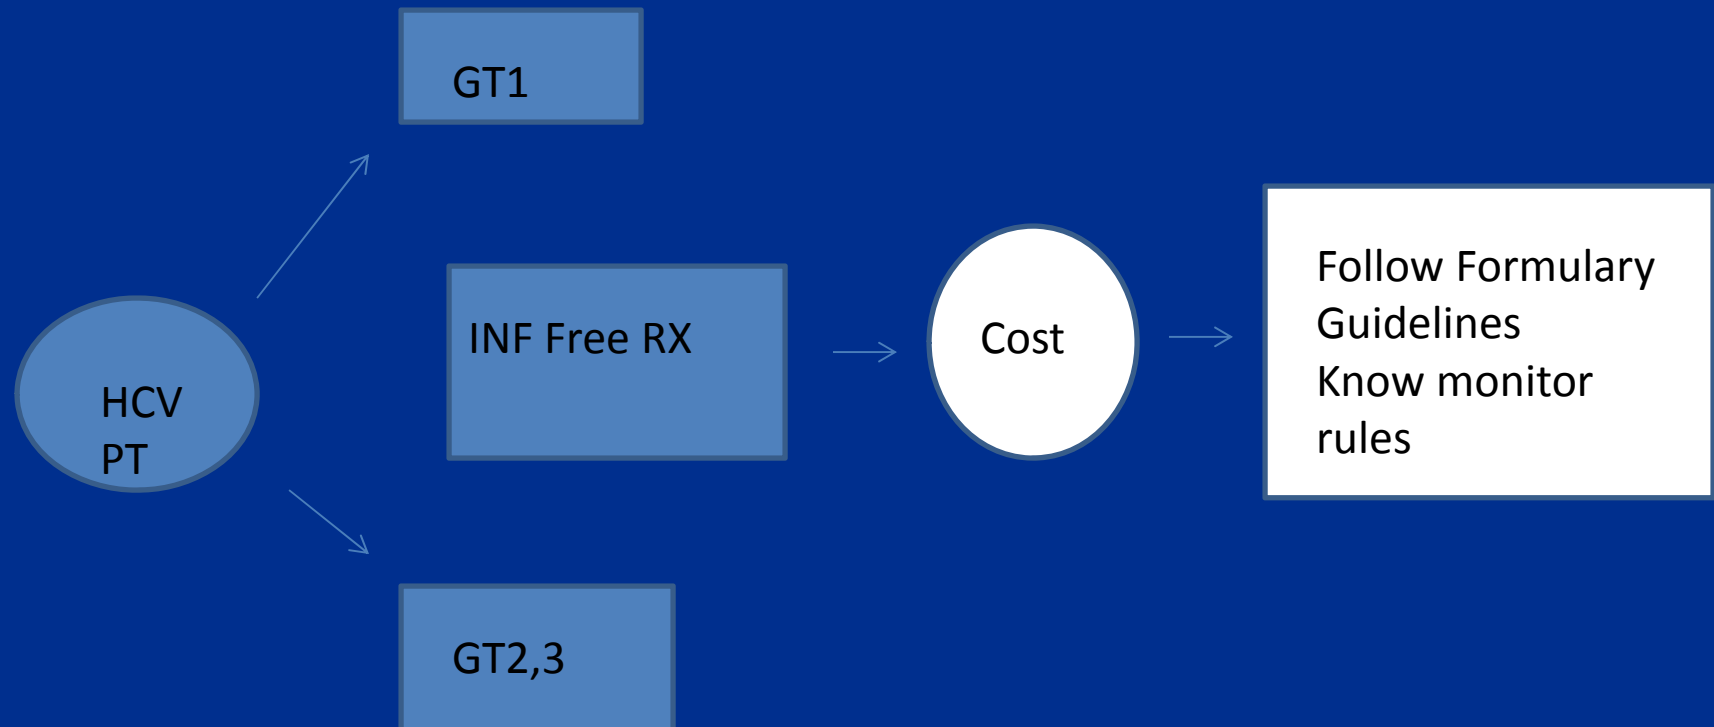 GT1
HCV
PT
INF Free RX
Cost
Follow Formulary
Guidelines
Know monitor
rules
GT2,3